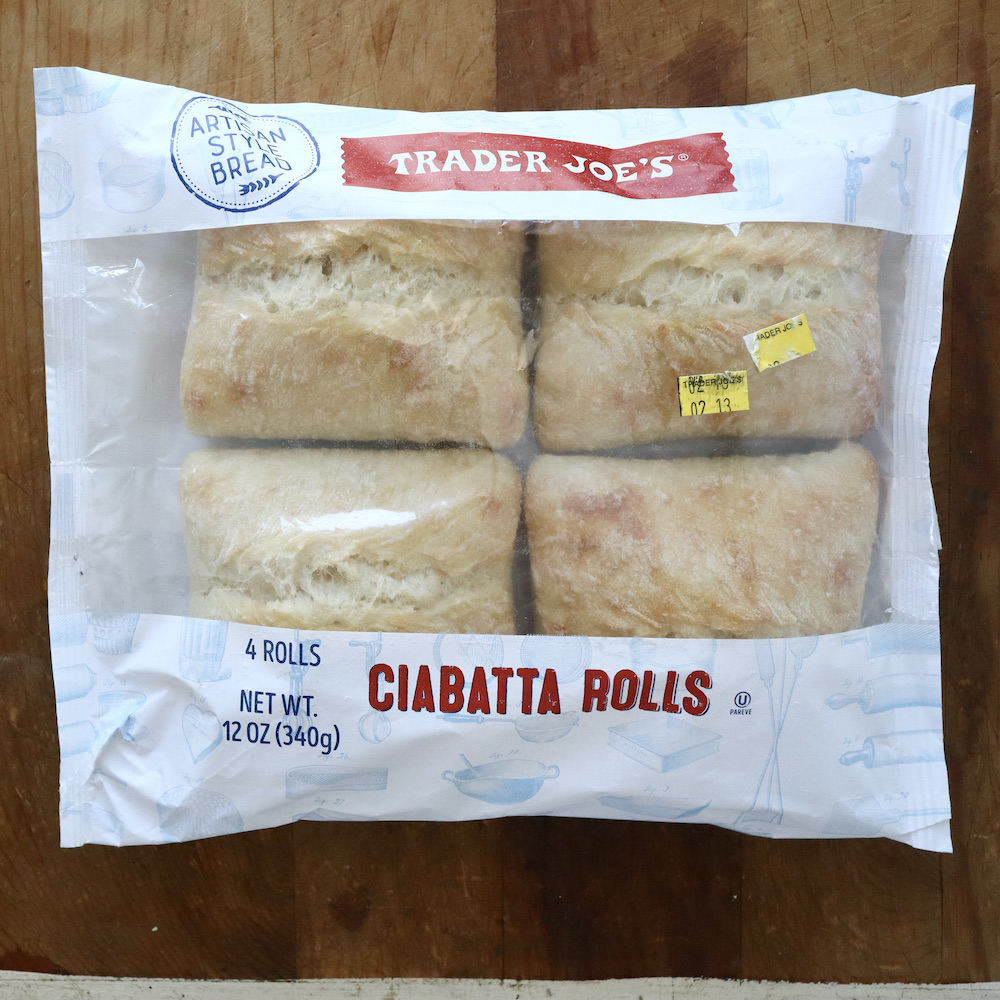 ARTISAN
STYLE
BREAD
TRADER JOE'S®
TRADER JOE'S
02 13
4 ROLLS
NET WT.
12 OZ (340g)
CIABATTA ROLLS
U
PAREVE